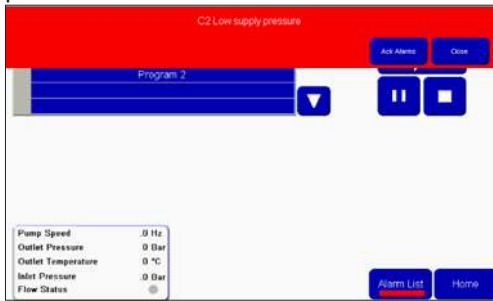 C2 Low supply pressure
Ack Alarms
Close
Program 2
Pump Speed .0 Hz
Outlet Pressure 0 Bar
Outlet Temperature 0 °C
Inlet Pressure .0 Bar
Flow Status
Alarm List
Home